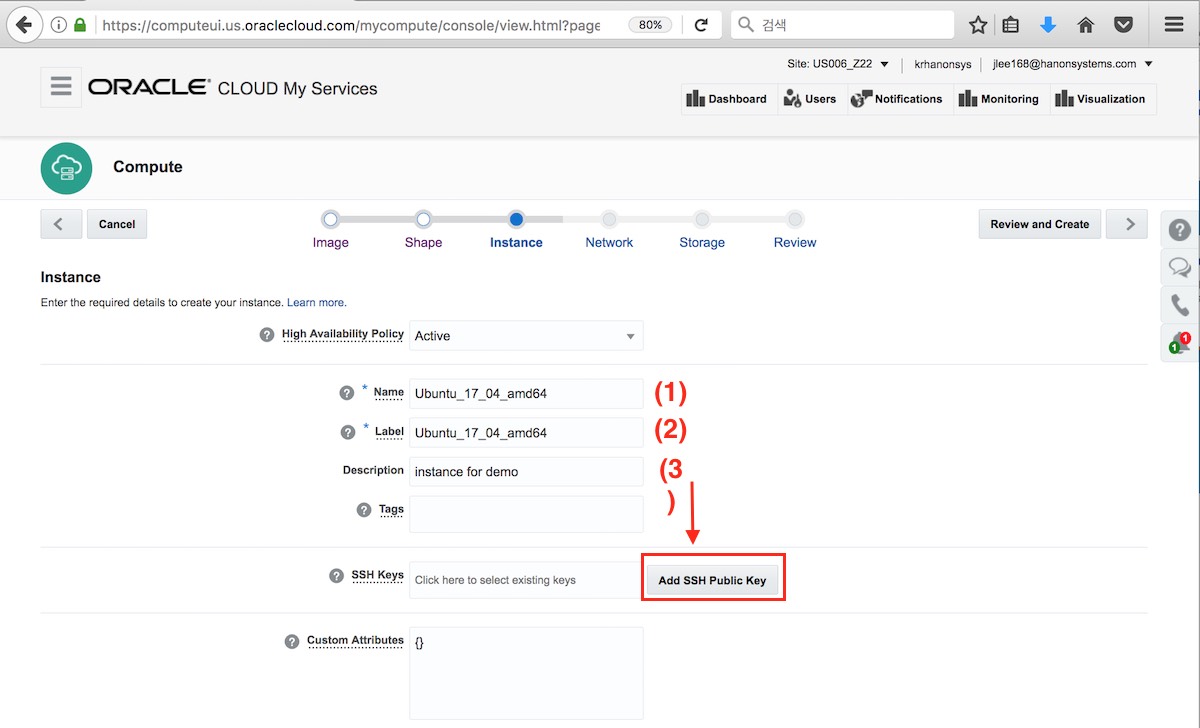 https://computeui.us.oraclecloud.com/mycompute/console/view.html?page
80%
검색
Site: US006_Z22
krhanonsys
jlee168@hanonsystems.com
ORACLE® CLOUD My Services
Dashboard
Users
Notifications
Monitoring
Visualization
Compute
Cancel
Image
Shape
Instance
Network
Storage
Review
Review and Create
Instance
Enter the required details to create your instance. Learn more.
? High Availability Policy Active
? * Name Ubuntu_17_04_amd64 (1)
? * Label Ubuntu_17_04_amd64 (2)
Description instance for demo (3
)
? Tags
? SSH Keys Click here to select existing keys Add SSH Public Key
? Custom Attributes {}
?
1
1